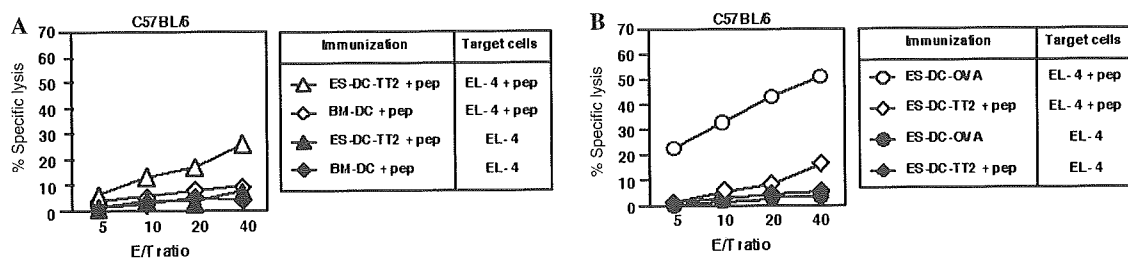 A
C57BL/6
70
60
50
40
30
20
10
0
% Specific lysis
5 10 20 40
E/T ratio
Immunization Target cells
ES-DC-TT2 + pep EL-4 + pep
BM-DC + pep EL-4 + pep
ES-DC-TT2 + pep EL-4
BM-DC + pep EL-4
B
C57BL/6
70
60
50
40
30
20
10
0
% Specific lysis
5 10 20 40
E/T ratio
Immunization Target cells
ES-DC-OVA EL-4 + pep
ES-DC-TT2 + pep EL-4 + pep
ES-DC-OVA EL-4
ES-DC-TT2 + pep EL-4